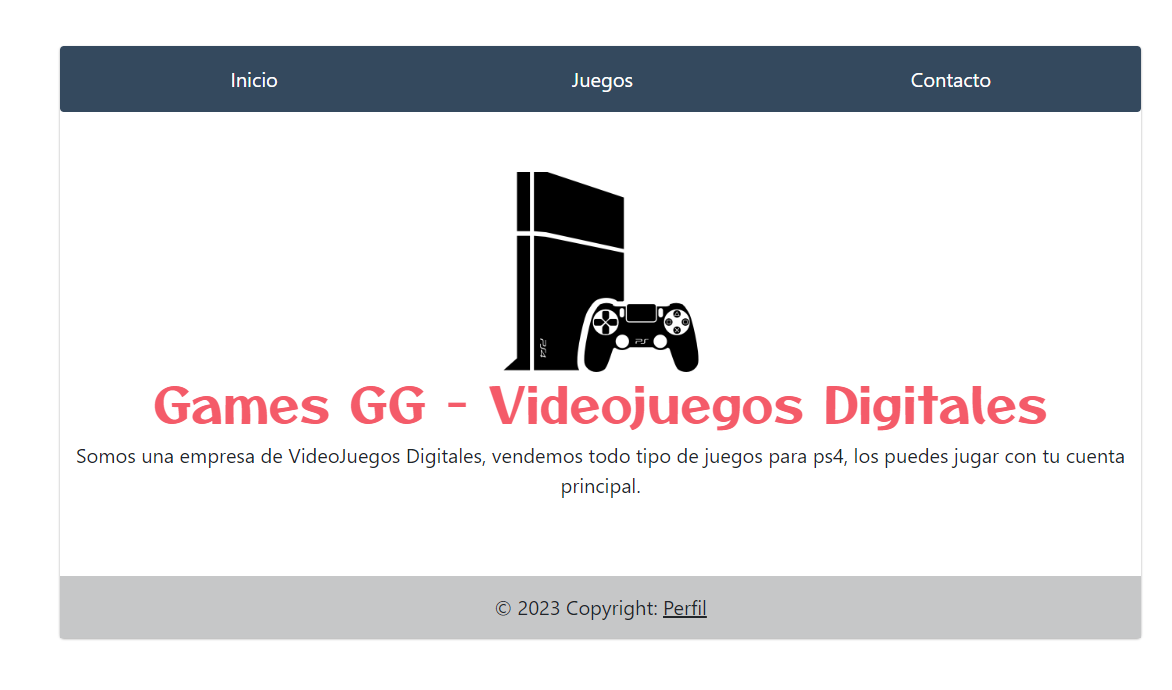 Inicio Juegos Contacto
PS4
PS
Games GG - Videojuegos Digitales
Somos una empresa de VideoJuegos Digitales, vendemos todo tipo de juegos para ps4, los puedes jugar con tu cuenta
principal.
© 2023 Copyright: Perfil